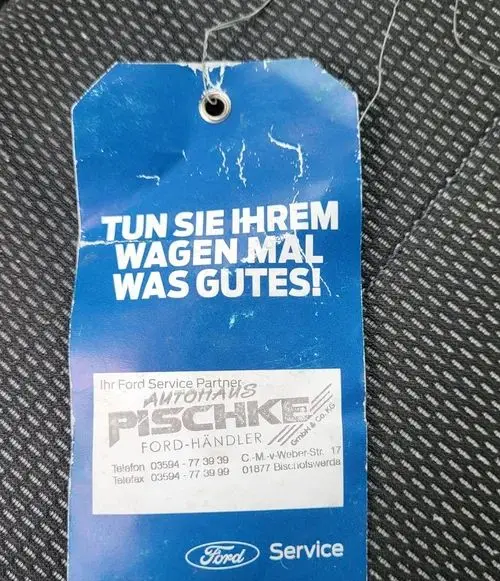 TUN SIE IHREM
WAGEN MAL
WAS GUTES!
Ihr Ford Service Partner
AUTOHAUS
PISCHKE
GmbH & Co. KG
FORD-HÄNDLER
Telefon 03594 - 77 39 39 C.-M.-v-Weber-Str. 17
Telefax 03594 - 77 39 99 01877 Bischofswerda
Ford Service